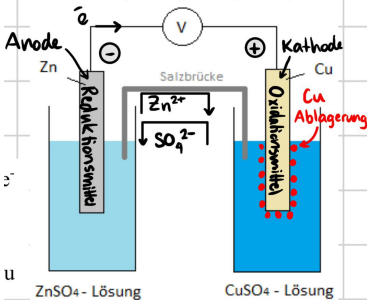 e⁻
V
Anode
⊖
⊕
Kathode
Zn
Salzbrücke
Cu
Reduktionsmittel
Zn²⁺
SO₄²⁻
Oxidationsmittel
Cu
Ablagerung
e⁻
u
ZnSO₄ - Lösung
CuSO₄ - Lösung